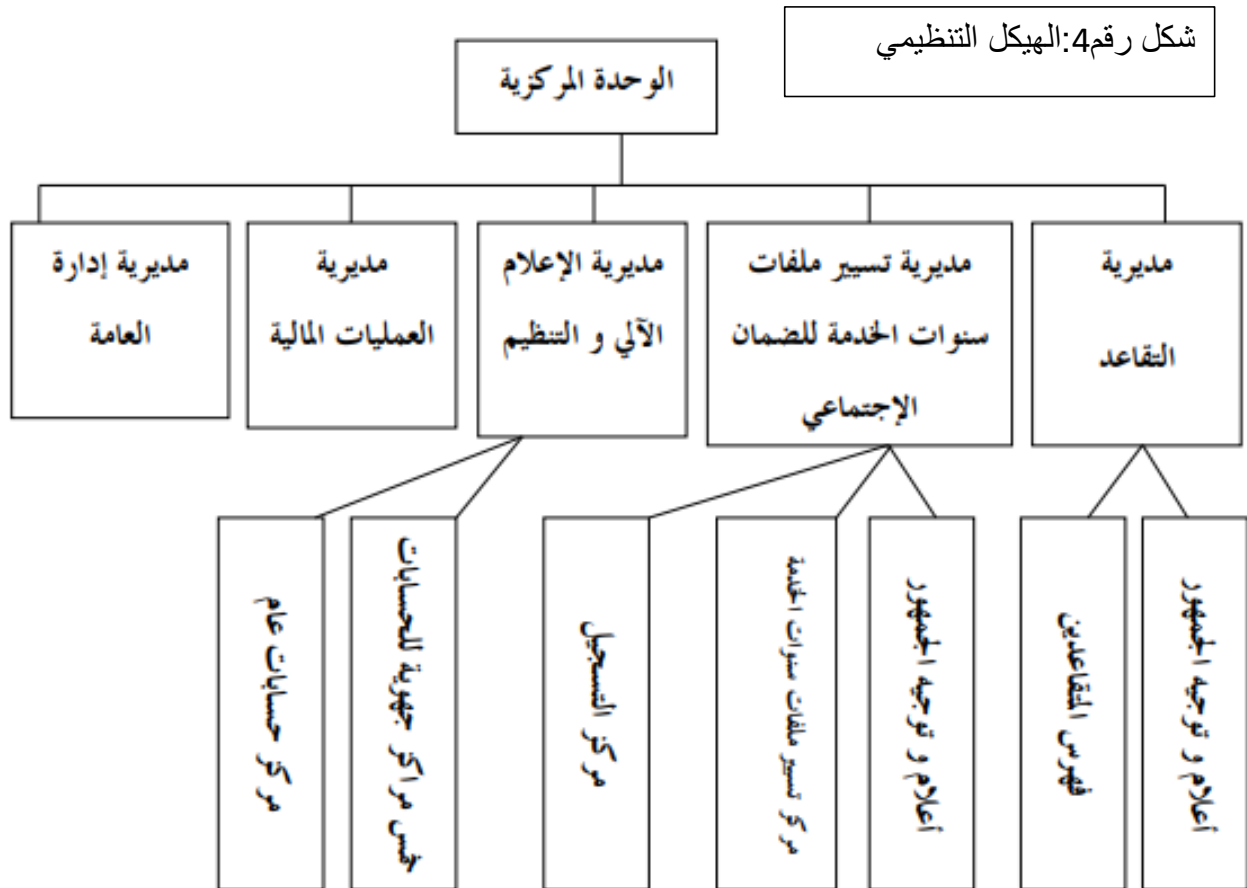 شكل رقم4:الهيكل التنظيمي
الوحدة المركزية
مديرية
التقاعد
مديرية تسيير ملفات
سنوات الخدمة للضمان
الإجتماعي
مديرية الإعلام
الآلي و التنظيم
مديرية
العمليات المالية
مديرية إدارة
العامة
أعلام و توجيه الجمهور
فهرس المتقاعدين
أعلام و توجيه الجمهور
مركز تسيير ملفات سنوات الخدمة
مركز التسجيل
خمس مراكز جهوية للحسابات
مركز حسابات عام